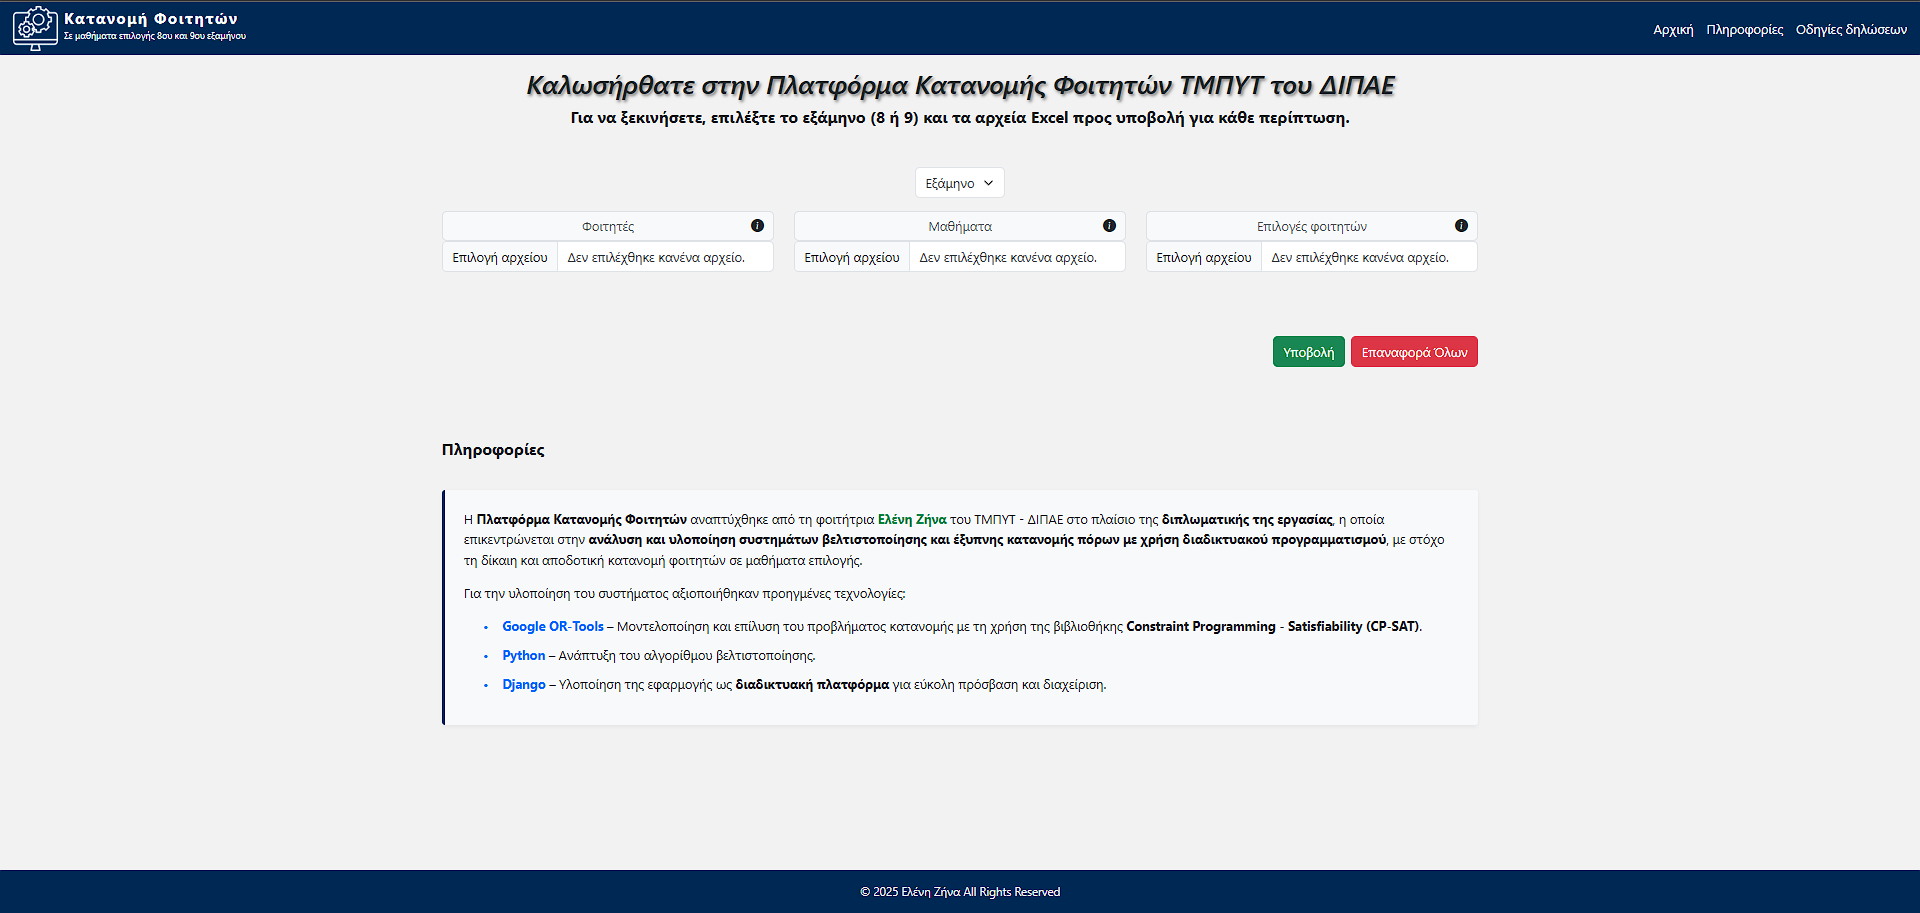 Κατανομή Φοιτητών
Σε μαθήματα επιλογής 8ου και 9ου εξαμήνου
Αρχική Πληροφορίες Οδηγίες δηλώσεων
Καλωσήρθατε στην Πλατφόρμα Κατανομής Φοιτητών ΤΜΠΥΤ του ΔΙΠΑΕ
Για να ξεκινήσετε, επιλέξτε το εξάμηνο (8 ή 9) και τα αρχεία Excel προς υποβολή για κάθε περίπτωση.
Εξάμηνο
Φοιτητές
Επιλογή αρχείου Δεν επιλέχθηκε κανένα αρχείο.
Μαθήματα
Επιλογή αρχείου Δεν επιλέχθηκε κανένα αρχείο.
Επιλογές φοιτητών
Επιλογή αρχείου Δεν επιλέχθηκε κανένα αρχείο.
Υποβολή Επαναφορά Όλων
Πληροφορίες
Η Πλατφόρμα Κατανομής Φοιτητών αναπτύχθηκε από τη φοιτήτρια Ελένη Ζήνα του ΤΜΠΥΤ - ΔΙΠΑΕ στο πλαίσιο της διπλωματικής της εργασίας, η οποία
επικεντρώνεται στην ανάλυση και υλοποίηση συστημάτων βελτιστοποίησης και έξυπνης κατανομής πόρων με χρήση διαδικτυακού προγραμματισμού, με στόχο
τη δίκαιη και αποδοτική κατανομή φοιτητών σε μαθήματα επιλογής.
Για την υλοποίηση του συστήματος αξιοποιήθηκαν προηγμένες τεχνολογίες:
• Google OR-Tools – Μοντελοποίηση και επίλυση του προβλήματος κατανομής με τη χρήση της βιβλιοθήκης Constraint Programming - Satisfiability (CP-SAT).
• Python – Ανάπτυξη του αλγορίθμου βελτιστοποίησης.
• Django – Υλοποίηση της εφαρμογής ως διαδικτυακή πλατφόρμα για εύκολη πρόσβαση και διαχείριση.
© 2025 Ελένη Ζήνα All Rights Reserved